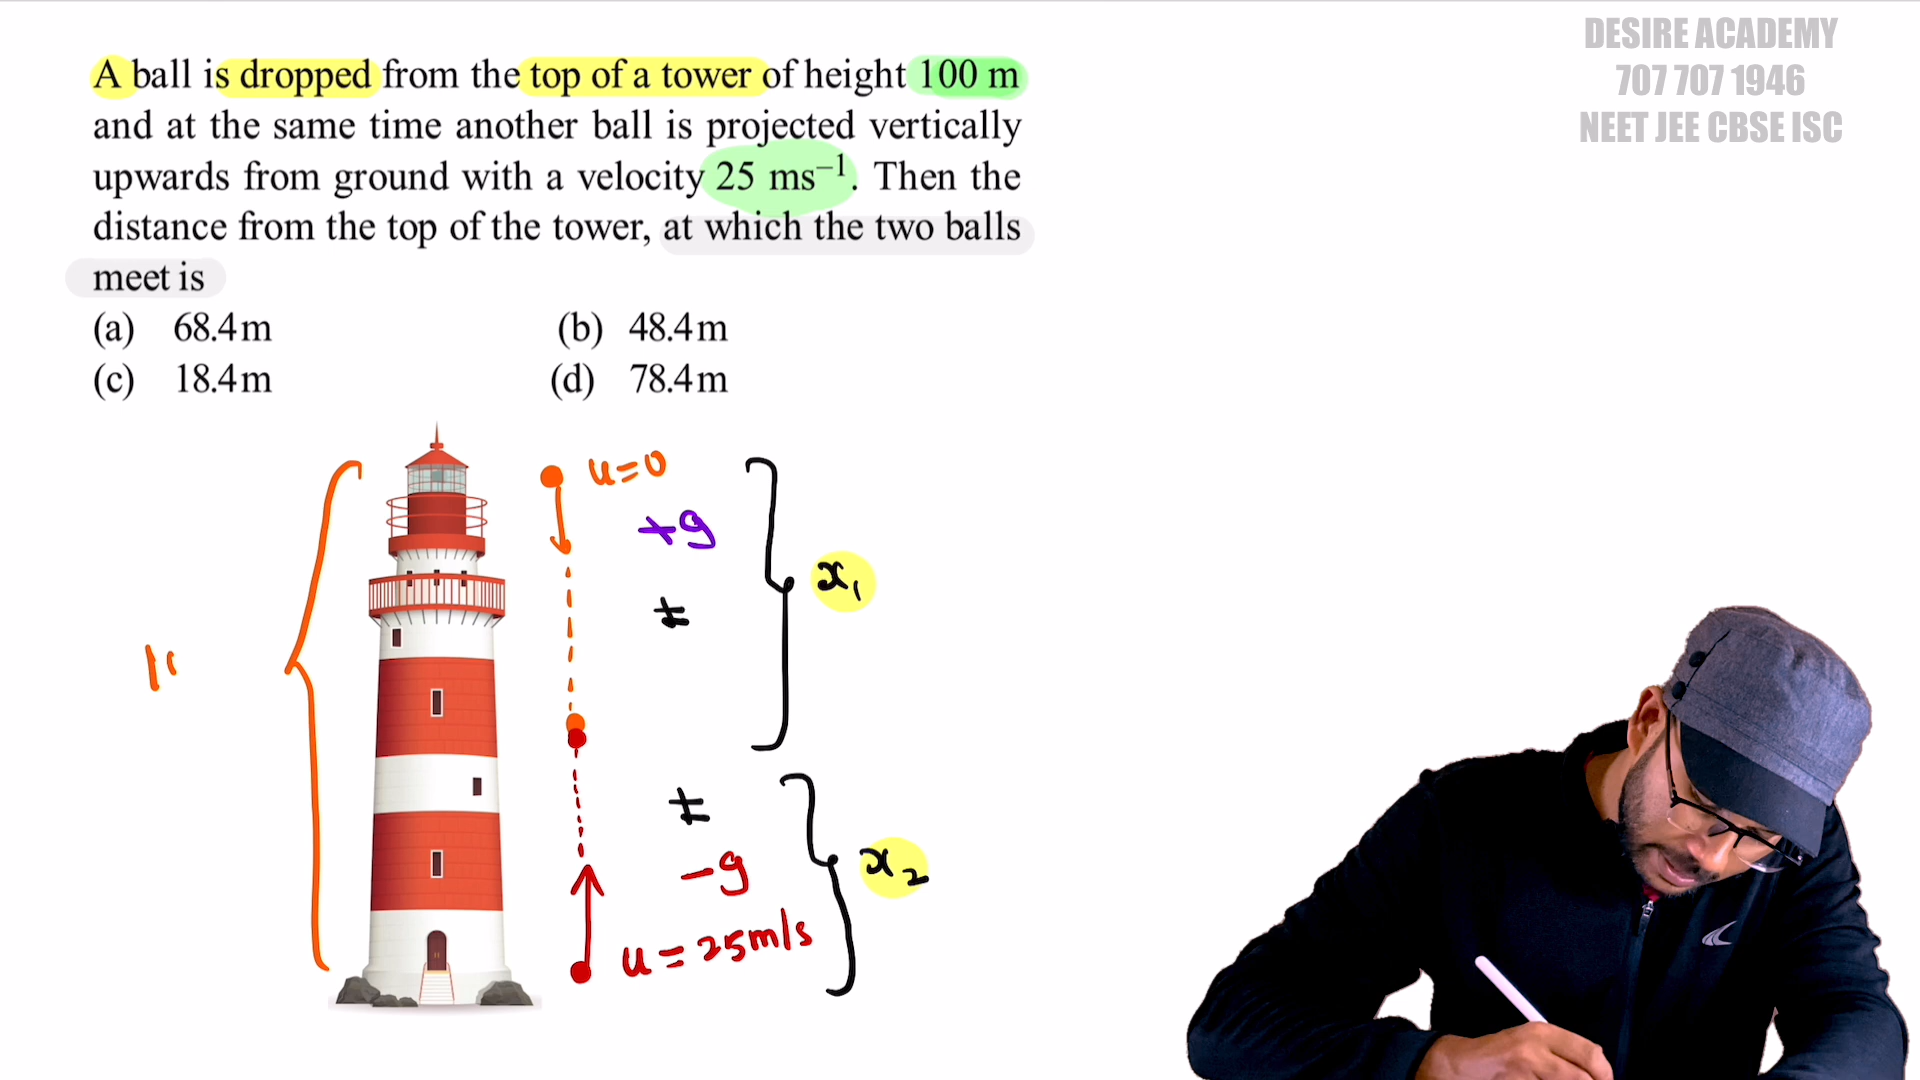 DESIRE ACADEMY
707 707 1946
NEET JEE CBSE ISC
A ball is dropped from the top of a tower of height 100 m
and at the same time another ball is projected vertically
upwards from ground with a velocity 25 ms⁻¹. Then the
distance from the top of the tower, at which the two balls
meet is
(a) 68.4m (b) 48.4m
(c) 18.4m (d) 78.4m
u=0
+g
t
x₁
t
-g
x₂
u=25m/s